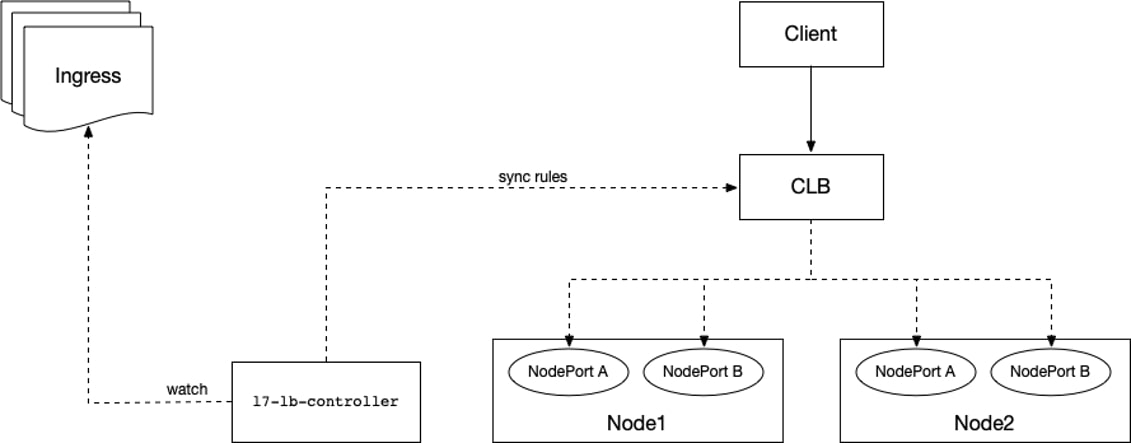 Client
Ingress
sync rules
CLB
NodePort A
NodePort B
NodePort A
NodePort B
watch
l7-lb-controller
Node1
Node2